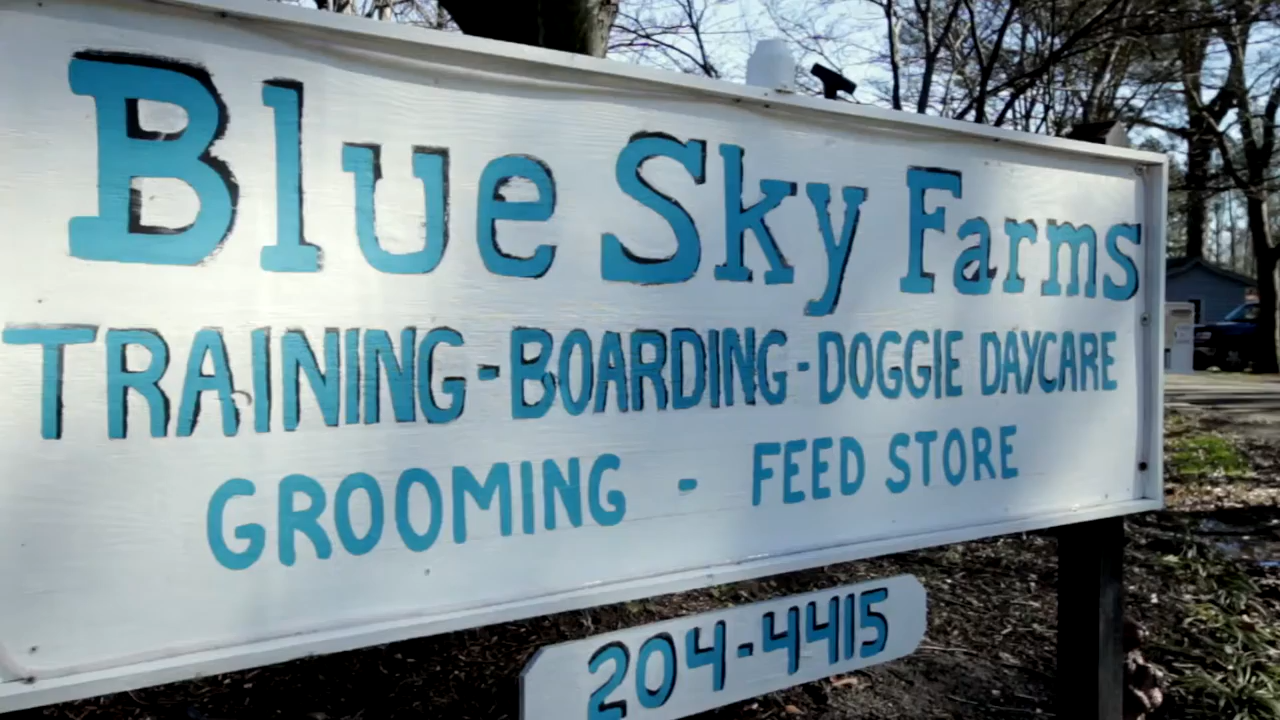 Blue Sky Farms
TRAINING-BOARDING-DOGGIE DAYCARE
GROOMING - FEED STORE
204-4415